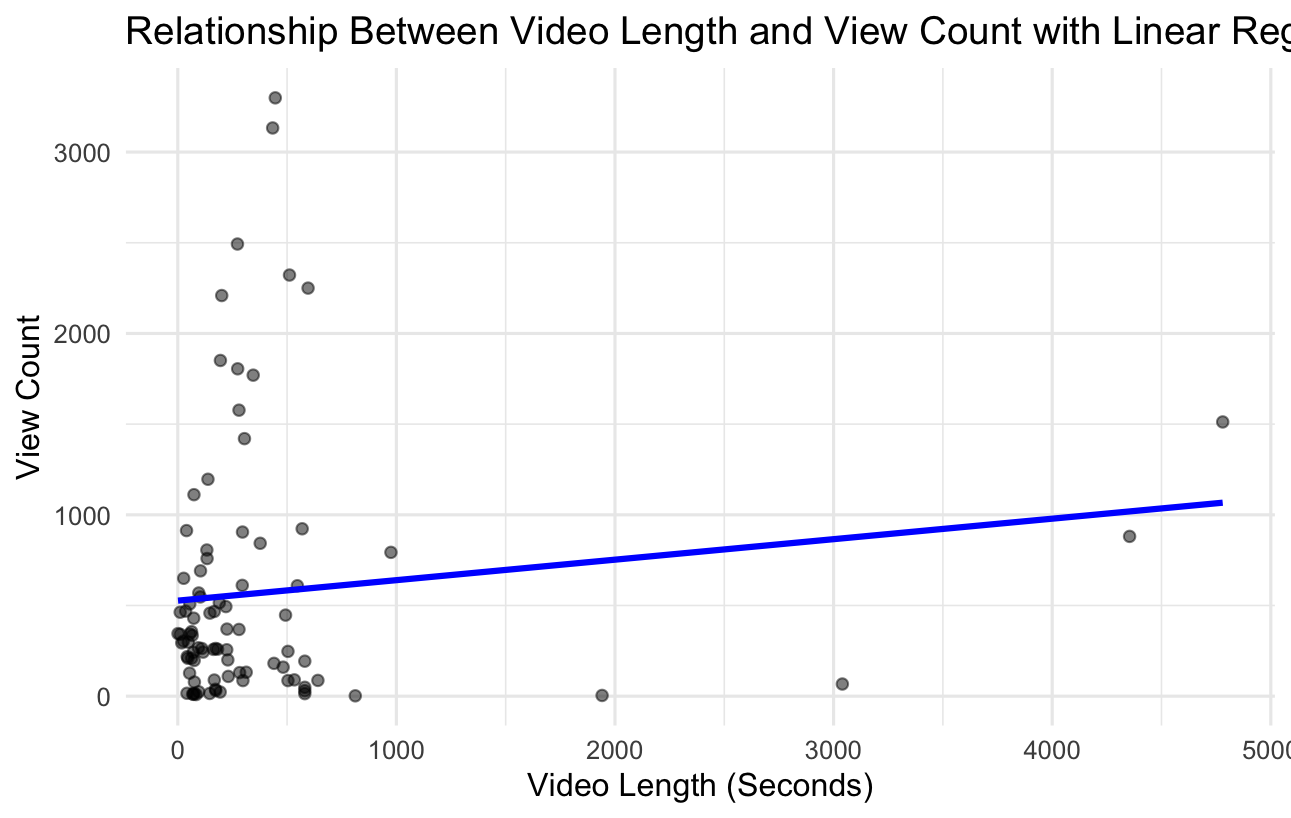 Relationship Between Video Length and View Count with Linear Reg
3000
2000
1000
0
View Count
0 1000 2000 3000 4000 5000
Video Length (Seconds)